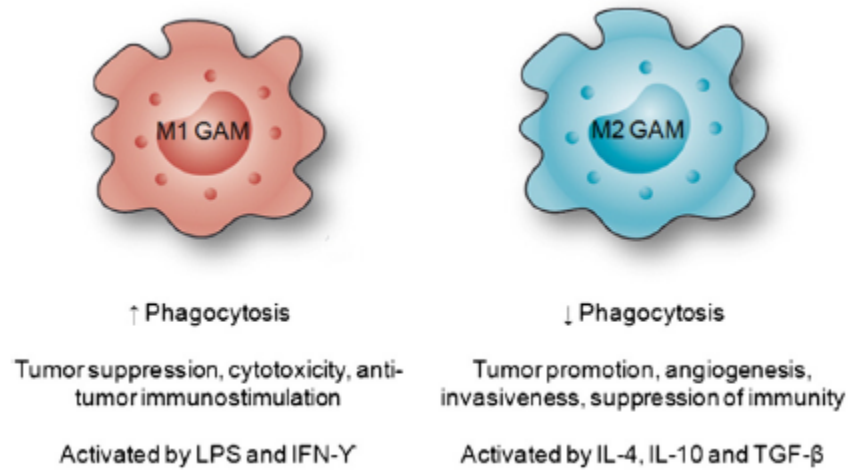 M1 GAM
M2 GAM
↑ Phagocytosis
Tumor suppression, cytotoxicity, anti-
tumor immunostimulation
Activated by LPS and IFN-ϒ
↓ Phagocytosis
Tumor promotion, angiogenesis,
invasiveness, suppression of immunity
Activated by IL-4, IL-10 and TGF-β